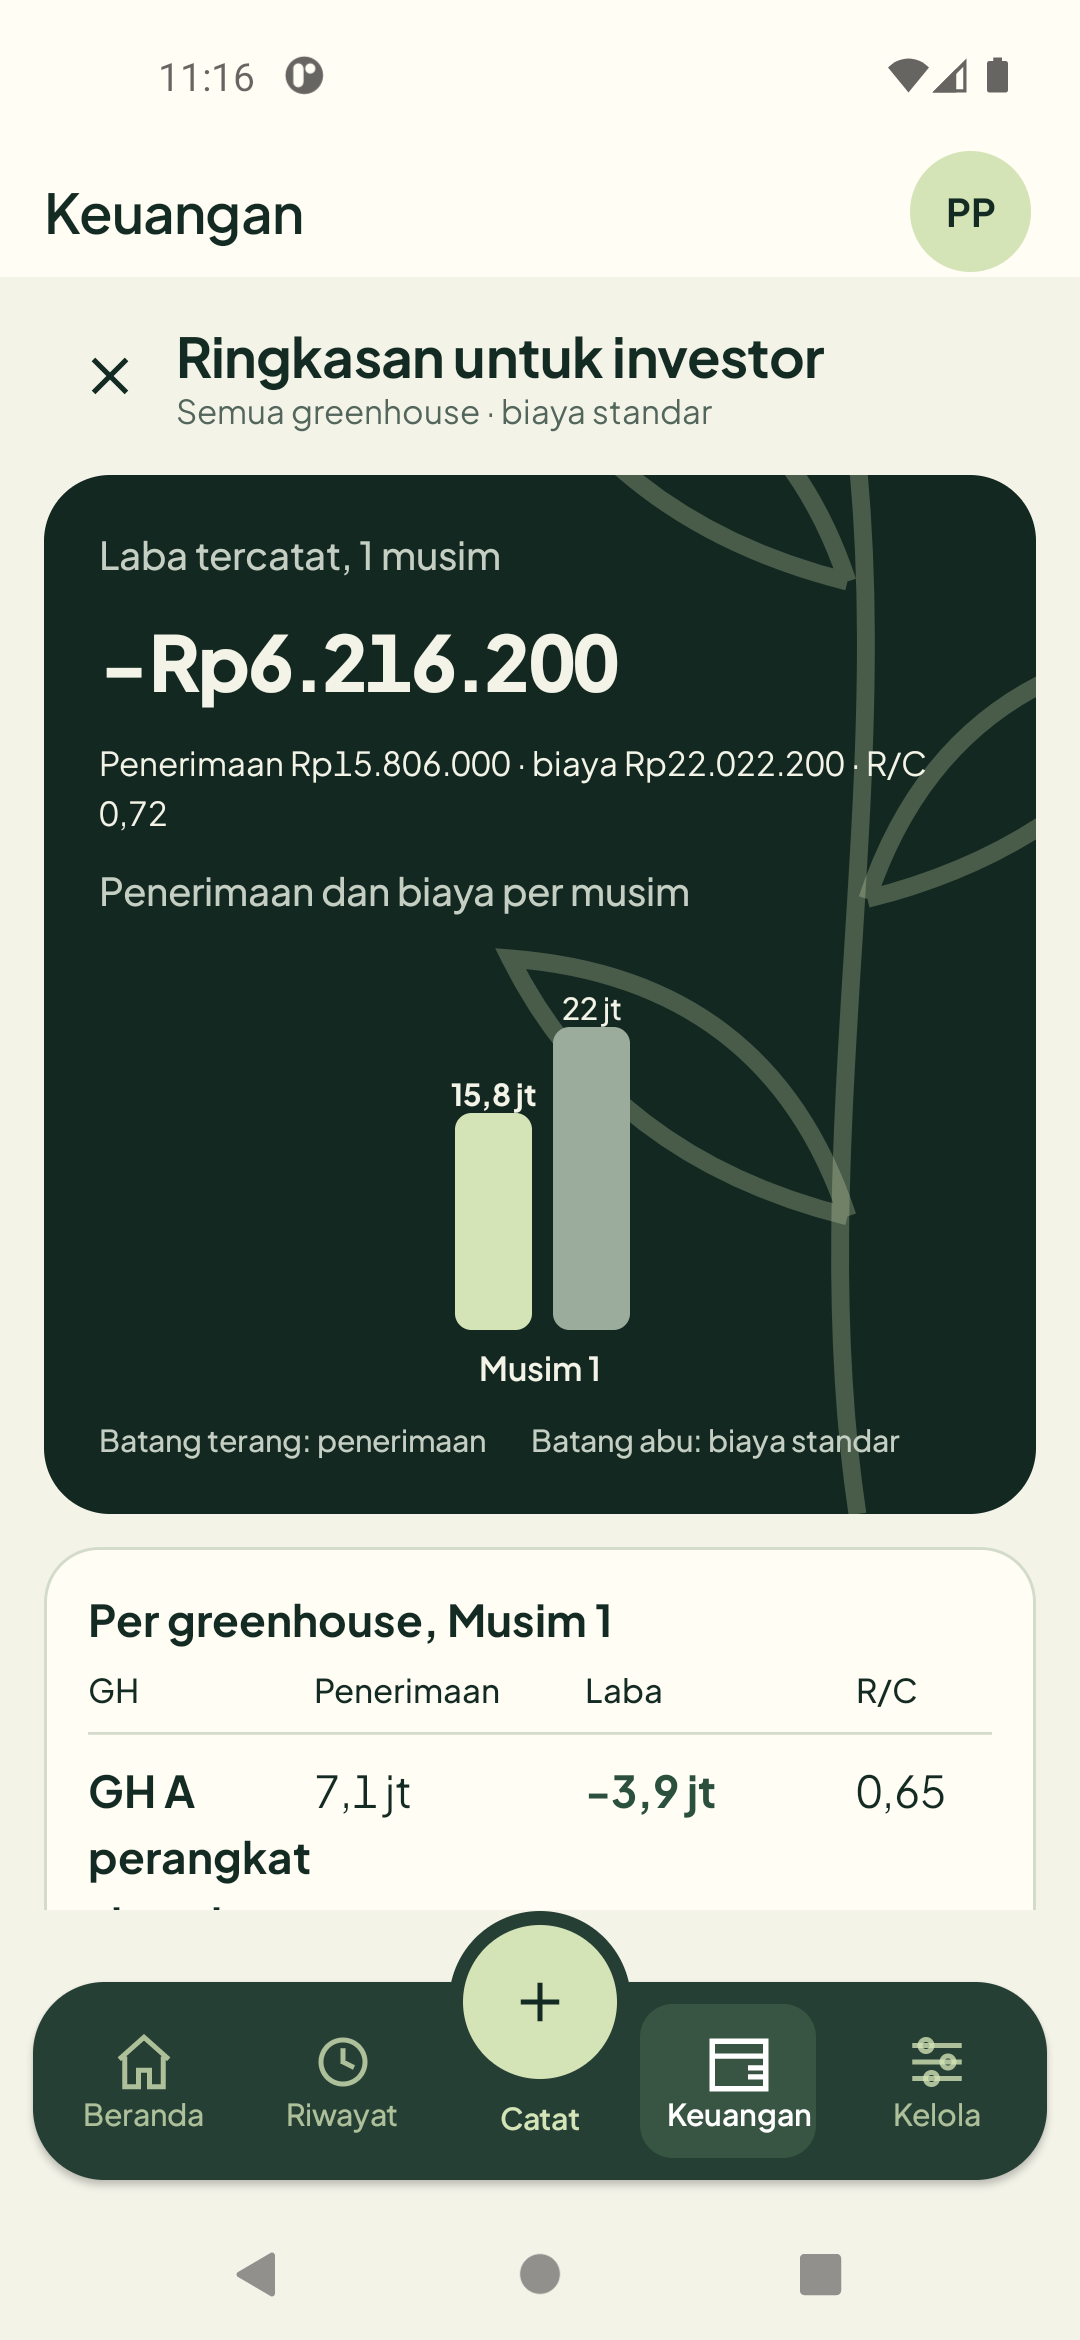 11:16
Keuangan
PP
Ringkasan untuk investor
Semua greenhouse · biaya standar
Laba tercatat, 1 musim
−Rp6.216.200
Penerimaan Rp15.806.000 · biaya Rp22.022.200 · R/C
0,72
Penerimaan dan biaya per musim
22 jt
15,8 jt
Musim 1
Batang terang: penerimaan Batang abu: biaya standar
Per greenhouse, Musim 1
GH Penerimaan Laba R/C
GH A 7,1 jt −3,9 jt 0,65
perangkat
Beranda Riwayat Catat Keuangan Kelola